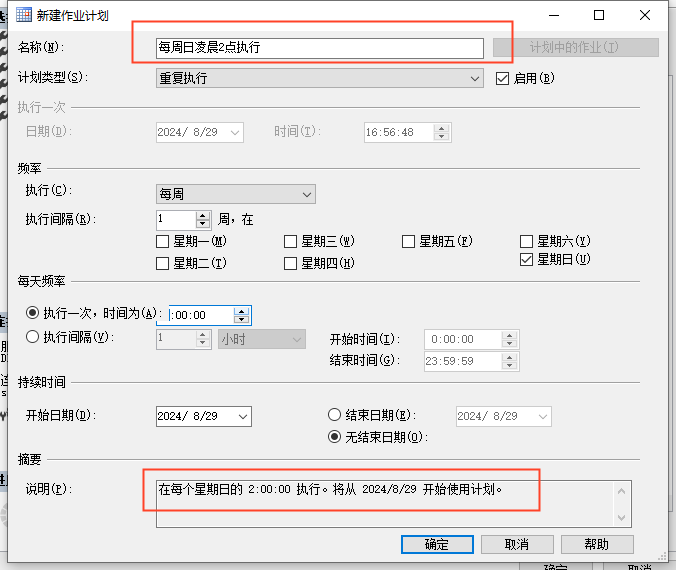 新建作业计划
名称(N): 每周日凌晨2点执行 计划中的作业(I)
计划类型(S): 重复执行 启用(B)
执行一次
日期(D): 2024/ 8/29 时间(T): 16:56:48
频率
执行(C): 每周
执行间隔(R): 1 周，在
星期一(M) 星期三(W) 星期五(F) 星期六(Y)
星期二(T) 星期四(H) 星期日(U)
每天频率
执行一次，时间为(A): :00:00
执行间隔(V): 1 小时 开始时间(I): 0:00:00
结束时间(G): 23:59:59
持续时间
开始日期(D): 2024/ 8/29 结束日期(E): 2024/ 8/29
无结束日期(O):
摘要
说明(P): 在每个星期日的 2:00:00 执行。将从 2024/8/29 开始使用计划。
确定 取消 帮助